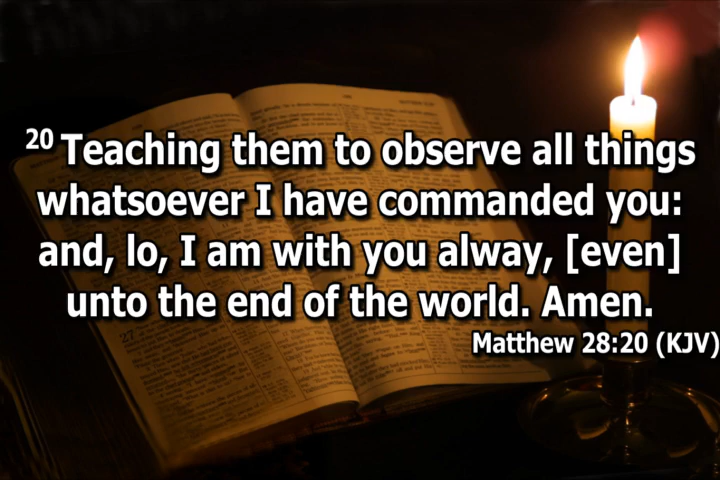 20 Teaching them to observe all things
whatsoever I have commanded you:
and, lo, I am with you alway, [even]
unto the end of the world. Amen.
Matthew 28:20 (KJV)